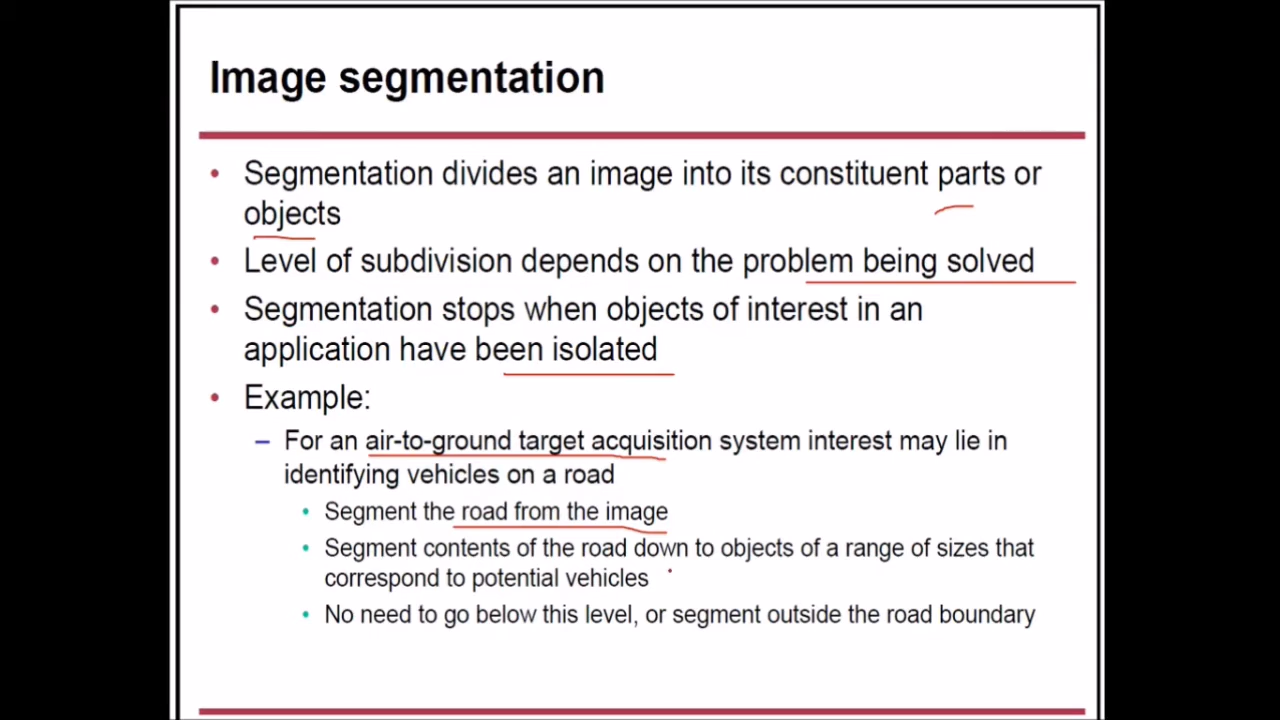 Image segmentation
• Segmentation divides an image into its constituent parts or
objects
• Level of subdivision depends on the problem being solved
• Segmentation stops when objects of interest in an
application have been isolated
• Example:
– For an air-to-ground target acquisition system interest may lie in
identifying vehicles on a road
• Segment the road from the image
• Segment contents of the road down to objects of a range of sizes that
correspond to potential vehicles
• No need to go below this level, or segment outside the road boundary